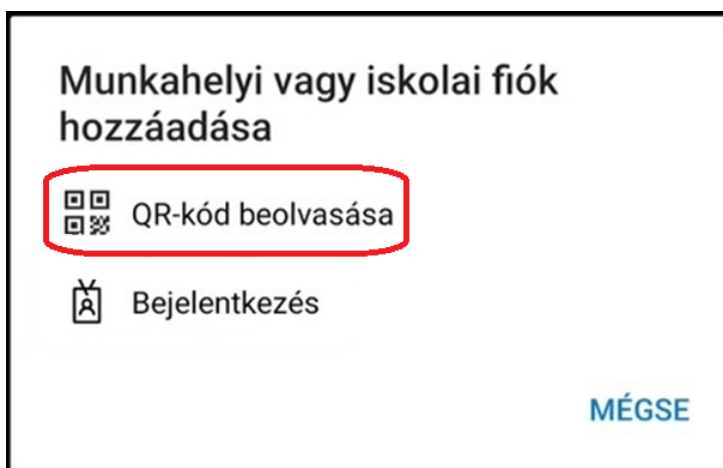 Munkahelyi vagy iskolai fiók
hozzáadása
QR-kód beolvasása
Bejelentkezés
MÉGSE